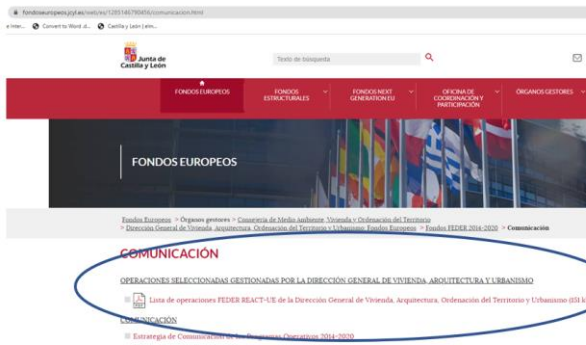 fondoseuropeos.jcyl.es/web/es/1285146790456/comunicacion.html
Convert to Word d...
Castilla y León | elm...
Junta de
Castilla y León
Texto de búsqueda
FONDOS EUROPEOS
FONDOS
ESTRUCTURALES
FONDOS NEXT
GENERATION EU
OFICINA DE
COORDINACIÓN Y
PARTICIPACIÓN
ÓRGANOS GESTORES
FONDOS EUROPEOS
Fondos Europeos > Órganos gestores > Consejería de Medio Ambiente, Vivienda y Ordenación del Territorio
> Dirección General de Vivienda, Arquitectura, Ordenación del Territorio y Urbanismo: Fondos Europeos > Fondos FEDER 2014-2020 > Comunicación
COMUNICACIÓN
OPERACIONES SELECCIONADAS GESTIONADAS POR LA DIRECCIÓN GENERAL DE VIVIENDA, ARQUITECTURA Y URBANISMO
Lista de operaciones FEDER REACT-UE de la Dirección General de Vivienda, Arquitectura, Ordenación del Territorio y Urbanismo
COMUNICACIÓN
Estrategia de Comunicación de los Programas Operativos 2014-2020